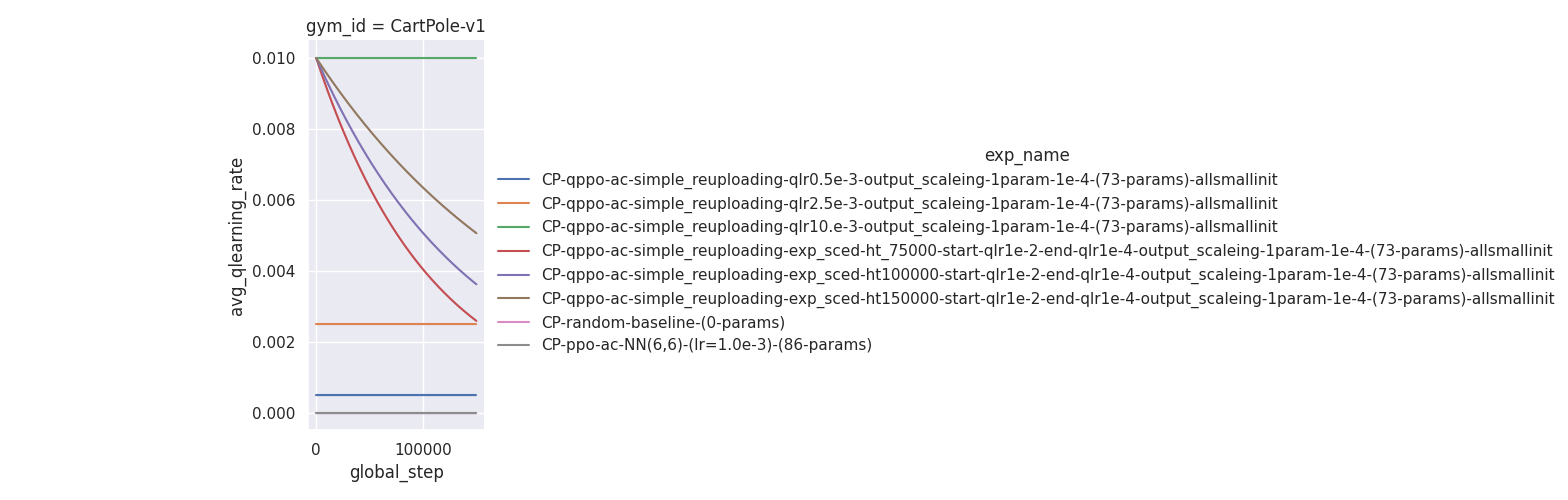 gym_id = CartPole-v1
0.010
0.008
0.006
0.004
0.002
0.000
avg_qlearning_rate
0 100000
global_step
exp_name
CP-qppo-ac-simple_reuploading-qlr0.5e-3-output_scaleing-1param-1e-4-(73-params)-allsmallinit
CP-qppo-ac-simple_reuploading-qlr2.5e-3-output_scaleing-1param-1e-4-(73-params)-allsmallinit
CP-qppo-ac-simple_reuploading-qlr10.e-3-output_scaleing-1param-1e-4-(73-params)-allsmallinit
CP-qppo-ac-simple_reuploading-exp_sced-ht_75000-start-qlr1e-2-end-qlr1e-4-output_scaleing-1param-1e-4-(73-params)-allsmallinit
CP-qppo-ac-simple_reuploading-exp_sced-ht100000-start-qlr1e-2-end-qlr1e-4-output_scaleing-1param-1e-4-(73-params)-allsmallinit
CP-qppo-ac-simple_reuploading-exp_sced-ht150000-start-qlr1e-2-end-qlr1e-4-output_scaleing-1param-1e-4-(73-params)-allsmallinit
CP-random-baseline-(0-params)
CP-ppo-ac-NN(6,6)-(lr=1.0e-3)-(86-params)